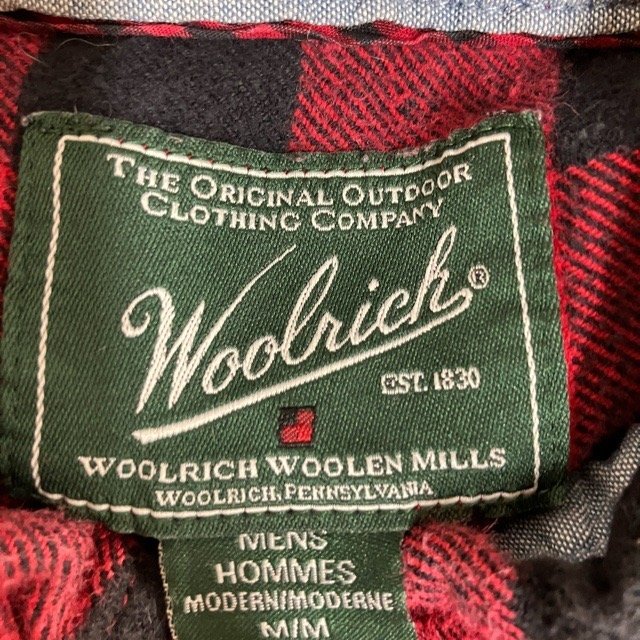 THE ORIGINAL OUTDOOR
CLOTHING COMPANY
Woolrich®
EST. 1830
WOOLRICH WOOLEN MILLS
WOOLRICH, PENNSYLVANIA
MENS
HOMMES
MODERN/MODERNE
M/M